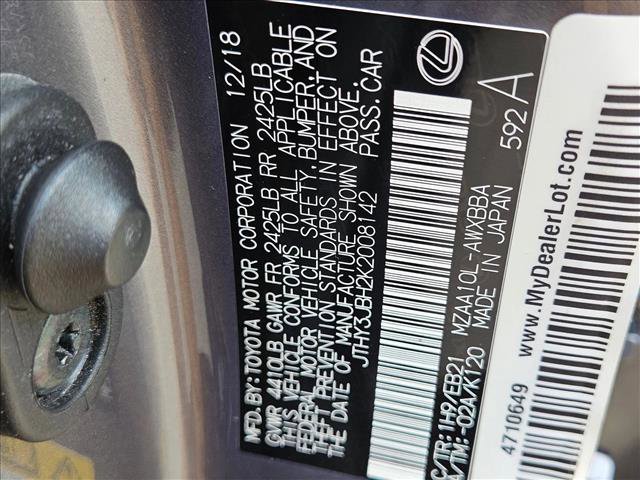 MFD. BY: TOYOTA MOTOR CORPORATION 12/18
GVWR 4410LB GAWR FR 2425LB RR 2425LB
THIS VEHICLE CONFORMS TO ALL APPLICABLE
FEDERAL MOTOR VEHICLE SAFETY, BUMPER, AND
THEFT PREVENTION STANDARDS IN EFFECT ON
THE DATE OF MANUFACTURE SHOWN ABOVE.
JTHY3JBH2K2008142 PASS. CAR
C/TR: 1H9/EB21 MZAA10L-AWXBBA
A/TM: -02A/K120 MADE IN JAPAN 592 A
4710649 www.MyDealerLot.com